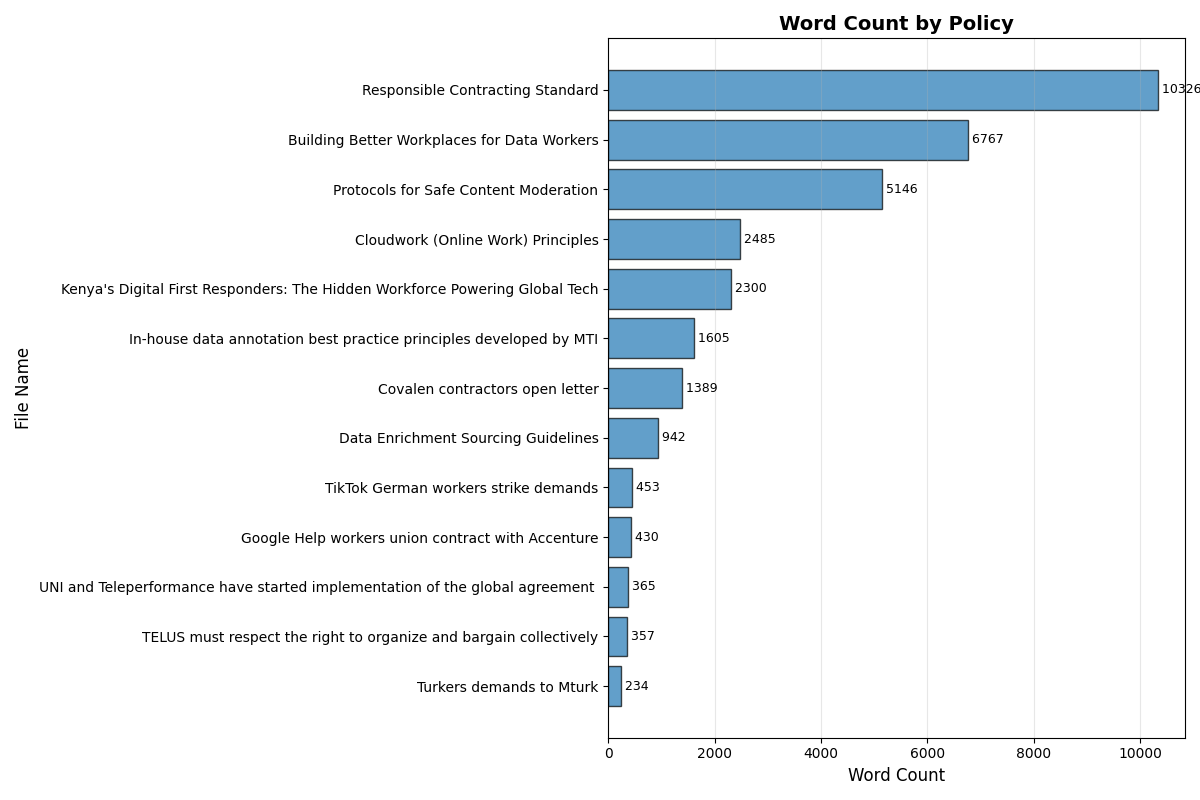 Word Count by Policy
Responsible Contracting Standard 10326
Building Better Workplaces for Data Workers 6767
Protocols for Safe Content Moderation 5146
Cloudwork (Online Work) Principles 2485
Kenya's Digital First Responders: The Hidden Workforce Powering Global Tech 2300
In-house data annotation best practice principles developed by MTI 1605
Covalen contractors open letter 1389
Data Enrichment Sourcing Guidelines 942
TikTok German workers strike demands 453
Google Help workers union contract with Accenture 430
UNI and Teleperformance have started implementation of the global agreement 365
TELUS must respect the right to organize and bargain collectively 357
Turkers demands to Mturk 234
File Name
0 2000 4000 6000 8000 10000
Word Count